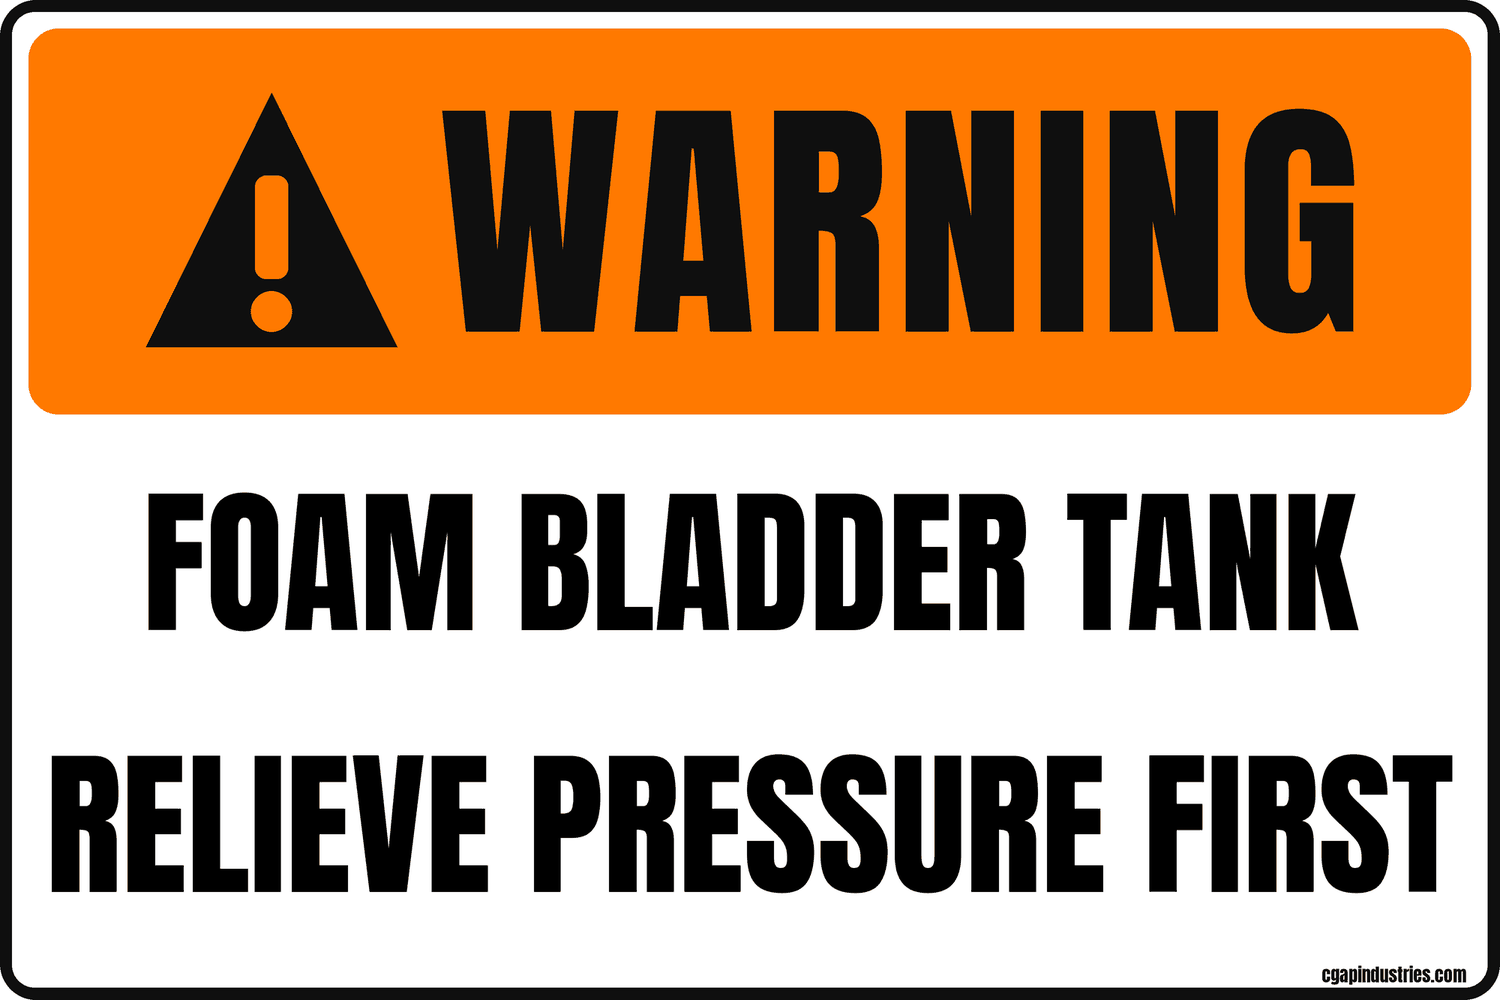 WARNING
FOAM BLADDER TANK
RELIEVE PRESSURE FIRST
cgapindustries.com